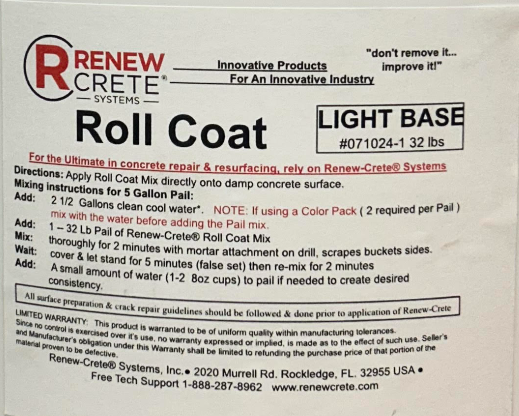 RENEW
CRETE®
SYSTEMS
Innovative Products
For An Innovative Industry
"don't remove it...
improve it!"
Roll Coat
LIGHT BASE
#071024-1 32 lbs
For the Ultimate in concrete repair & resurfacing, rely on Renew-Crete® Systems
Directions: Apply Roll Coat Mix directly onto damp concrete surface.
Mixing instructions for 5 Gallon Pail:
Add: 2 1/2 Gallons clean cool water*. NOTE: If using a Color Pack ( 2 required per Pail )
mix with the water before adding the Pail mix.
Add: 1 – 32 Lb Pail of Renew-Crete® Roll Coat Mix
Mix: thoroughly for 2 minutes with mortar attachment on drill, scrapes buckets sides.
Wait: cover & let stand for 5 minutes (false set) then re-mix for 2 minutes
Add: A small amount of water (1-2 8oz cups) to pail if needed to create desired
consistency.
All surface preparation & crack repair guidelines should be followed & done prior to application of Renew-Crete
LIMITED WARRANTY: This product is warranted to be of uniform quality within manufacturing tolerances.
Since no control is exercised over it's use, no warranty expressed or implied, is made as to the effect of such use. Seller's
and Manufacturer's obligation under this Warranty shall be limited to refunding the purchase price of that portion of the
material proven to be defective.
Renew-Crete® Systems, Inc.● 2020 Murrell Rd. Rockledge, FL. 32955 USA ●
Free Tech Support 1-888-287-8962 www.renewcrete.com